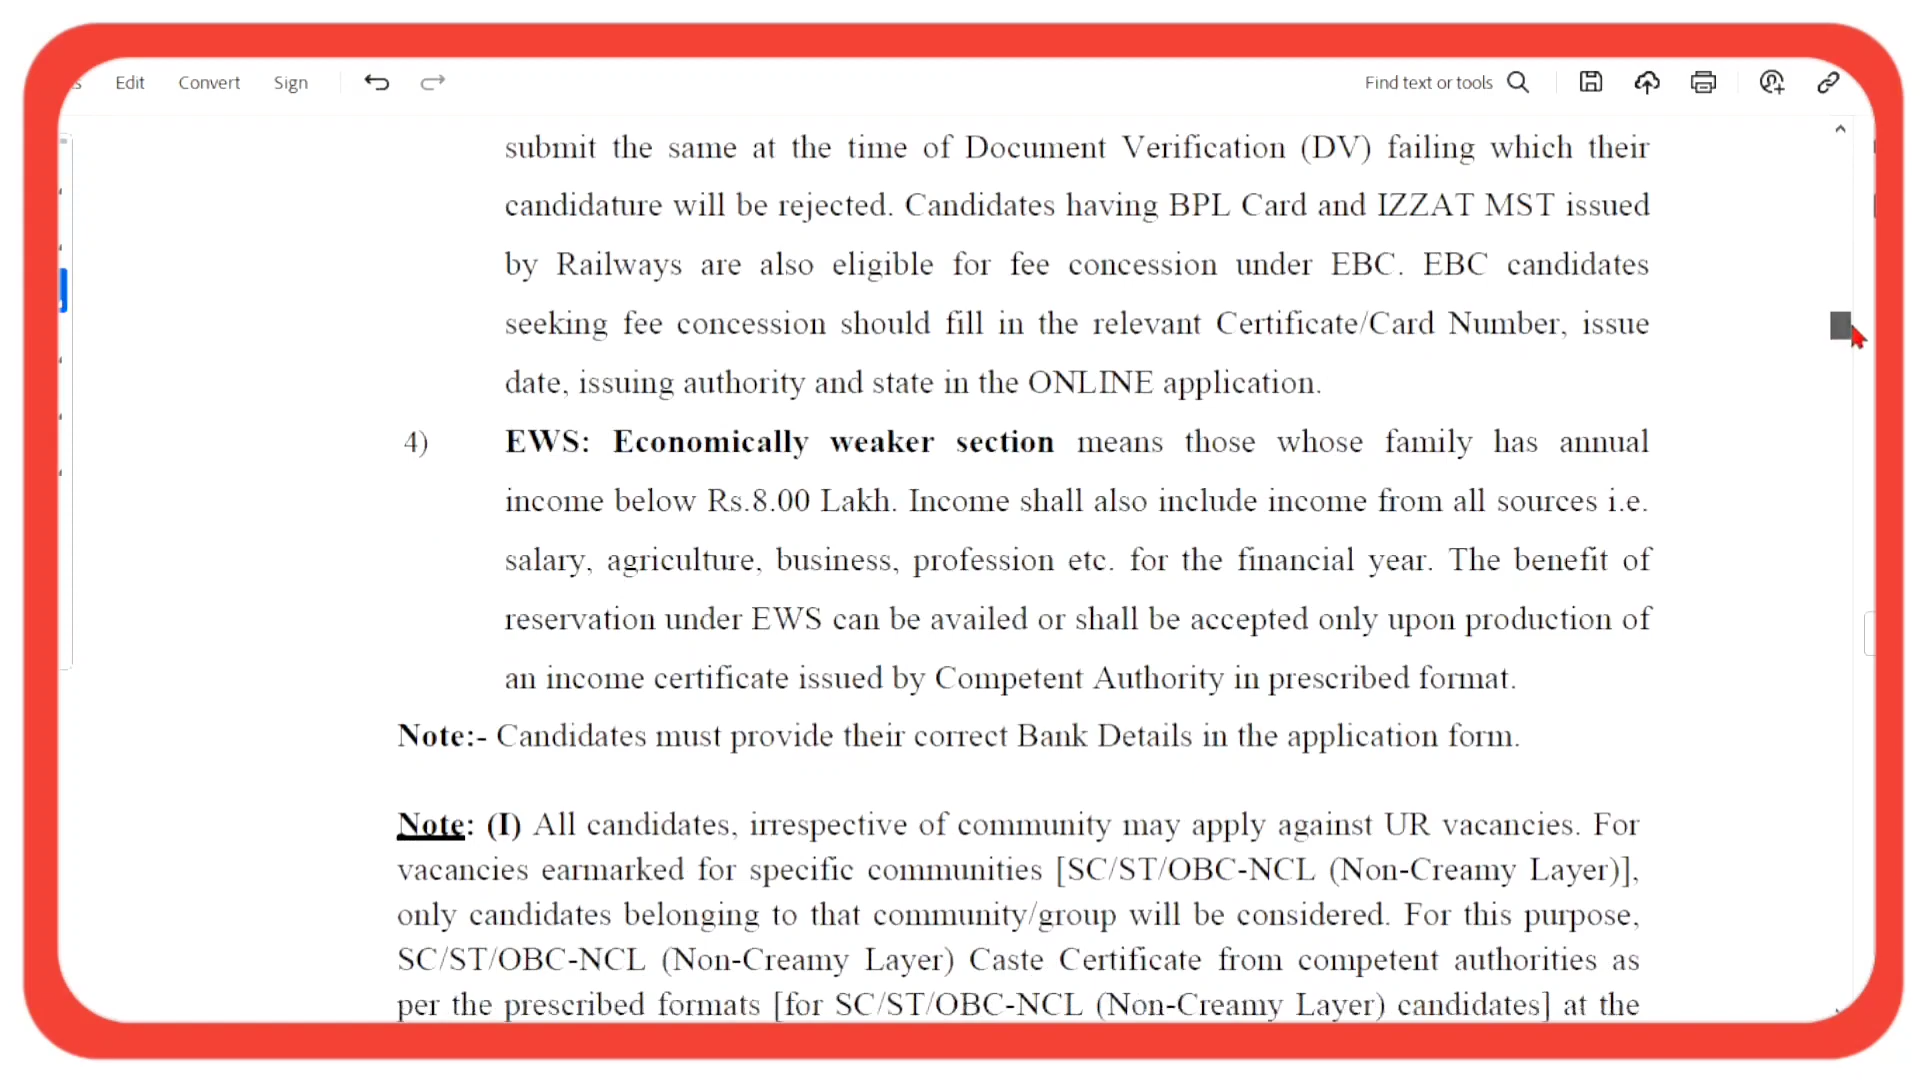 Edit Convert Sign Find text or tools
submit the same at the time of Document Verification (DV) failing which their
candidature will be rejected. Candidates having BPL Card and IZZAT MST issued
by Railways are also eligible for fee concession under EBC. EBC candidates
seeking fee concession should fill in the relevant Certificate/Card Number, issue
date, issuing authority and state in the ONLINE application.
4) EWS: Economically weaker section means those whose family has annual
income below Rs.8.00 Lakh. Income shall also include income from all sources i.e.
salary, agriculture, business, profession etc. for the financial year. The benefit of
reservation under EWS can be availed or shall be accepted only upon production of
an income certificate issued by Competent Authority in prescribed format.
Note:- Candidates must provide their correct Bank Details in the application form.
Note: (I) All candidates, irrespective of community may apply against UR vacancies. For
vacancies earmarked for specific communities [SC/ST/OBC-NCL (Non-Creamy Layer)],
only candidates belonging to that community/group will be considered. For this purpose,
SC/ST/OBC-NCL (Non-Creamy Layer) Caste Certificate from competent authorities as
per the prescribed formats [for SC/ST/OBC-NCL (Non-Creamy Layer) candidates] at the